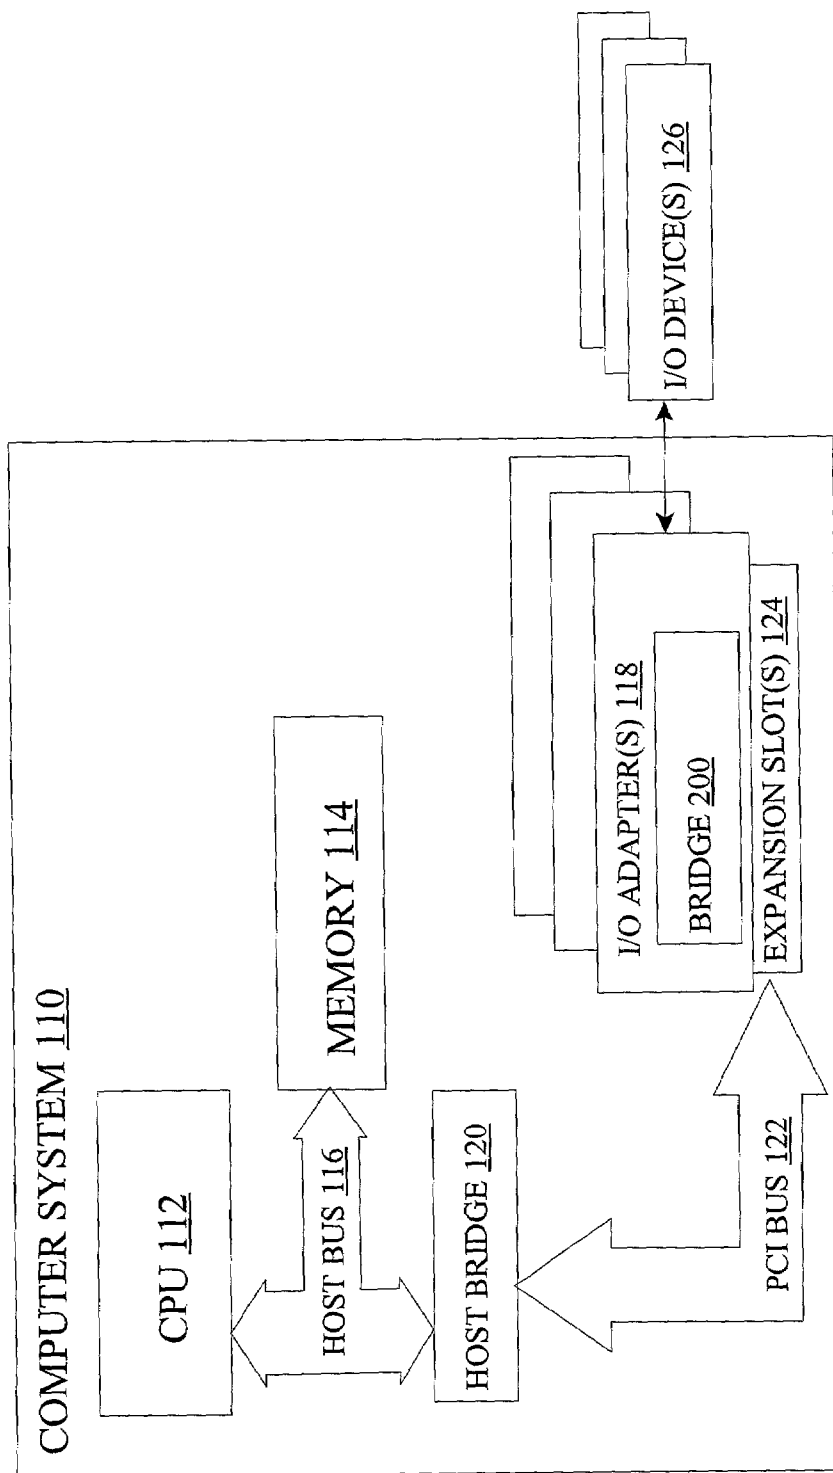 COMPUTER SYSTEM 110
CPU 112
MEMORY 114
HOST BUS 116
HOST BRIDGE 120
I/O ADAPTER(S) 118
BRIDGE 200
EXPANSION SLOT(S) 124
PCI BUS 122
I/O DEVICE(S) 126